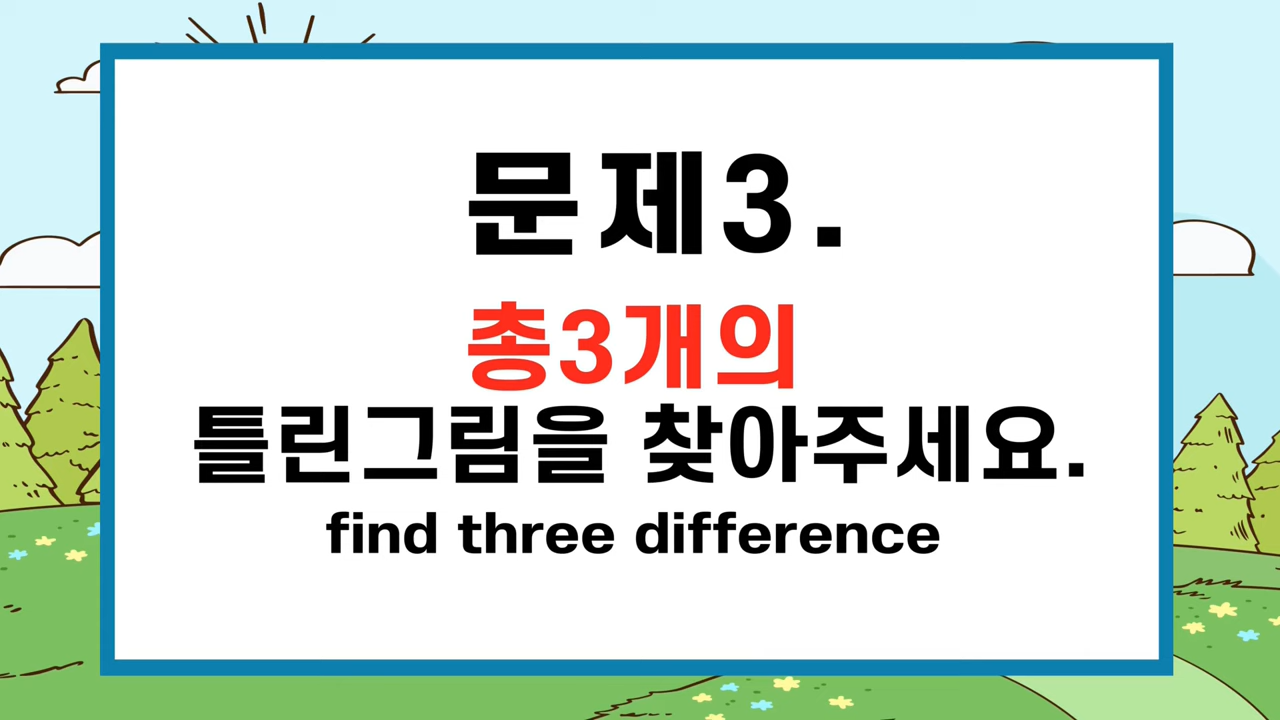 문제3.
총3개의
틀린그림을 찾아주세요.
find three difference